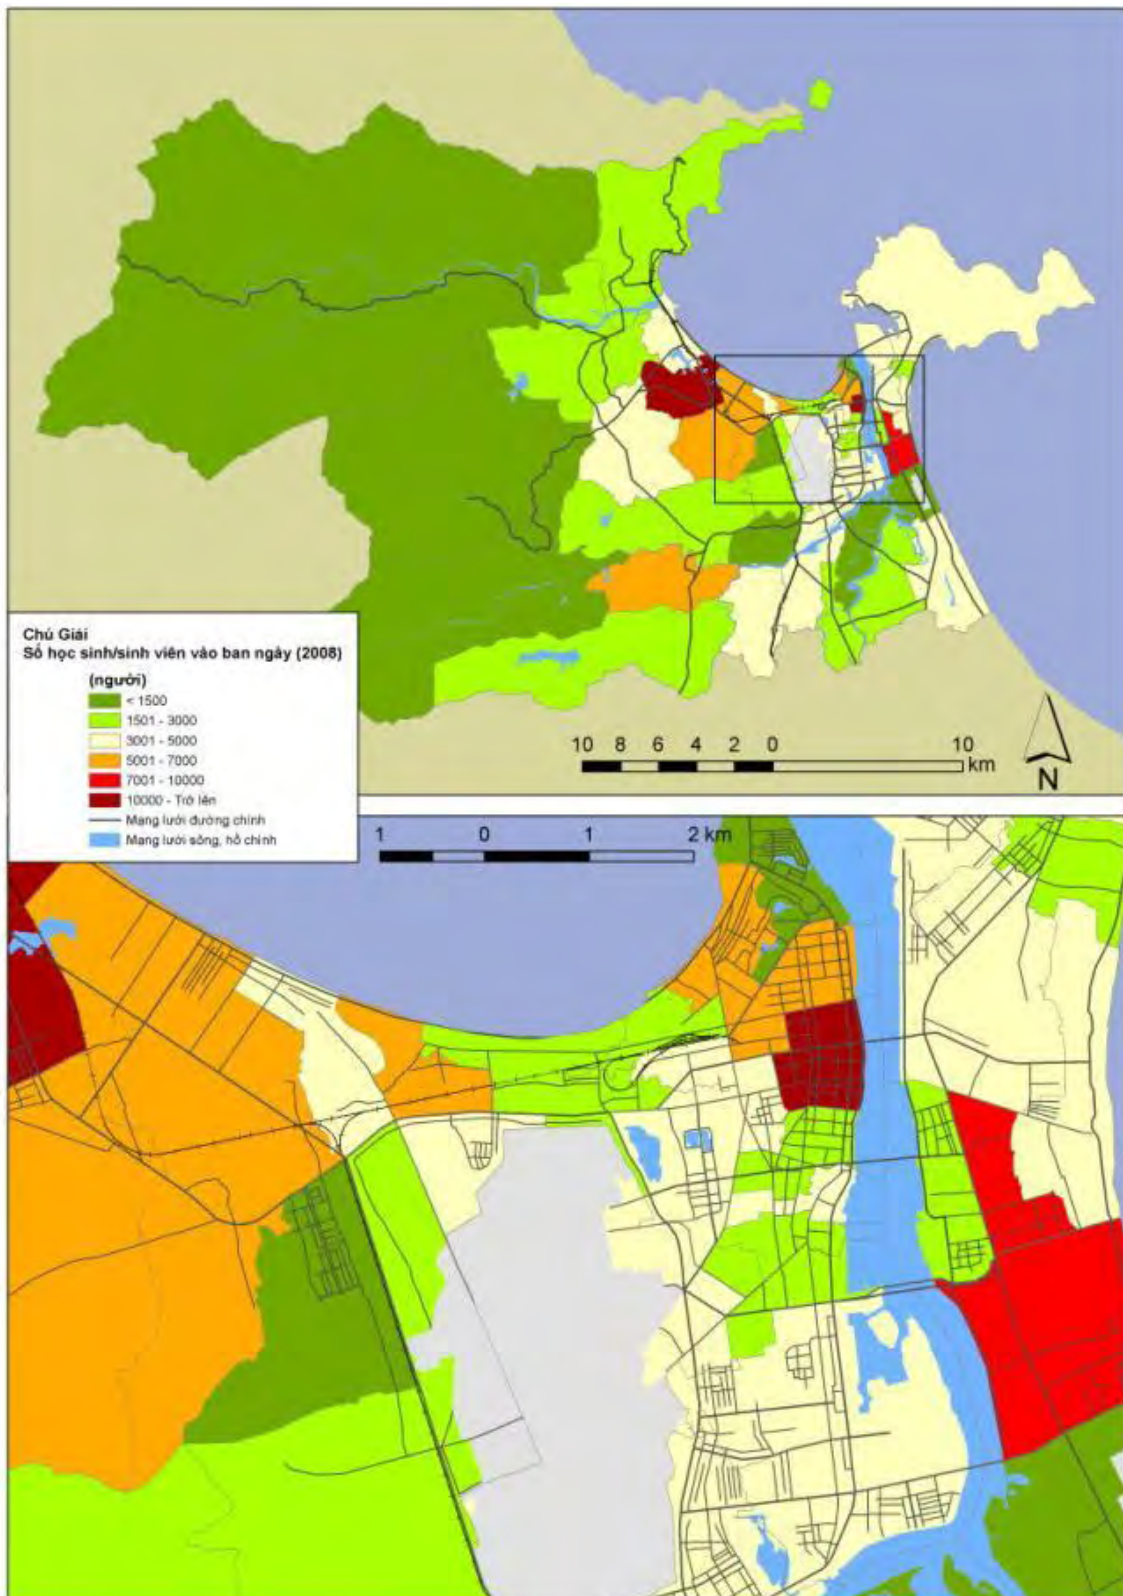 Chú Giải
Số học sinh/sinh viên vào ban ngày (2008)
(người)
< 1500
1501 - 3000
3001 - 5000
5001 - 7000
7001 - 10000
10000 - Trở lên
Mạng lưới đường chính
Mạng lưới sông, hồ chính
10 8 6 4 2 0 10
km
N
1 0 1 2 km